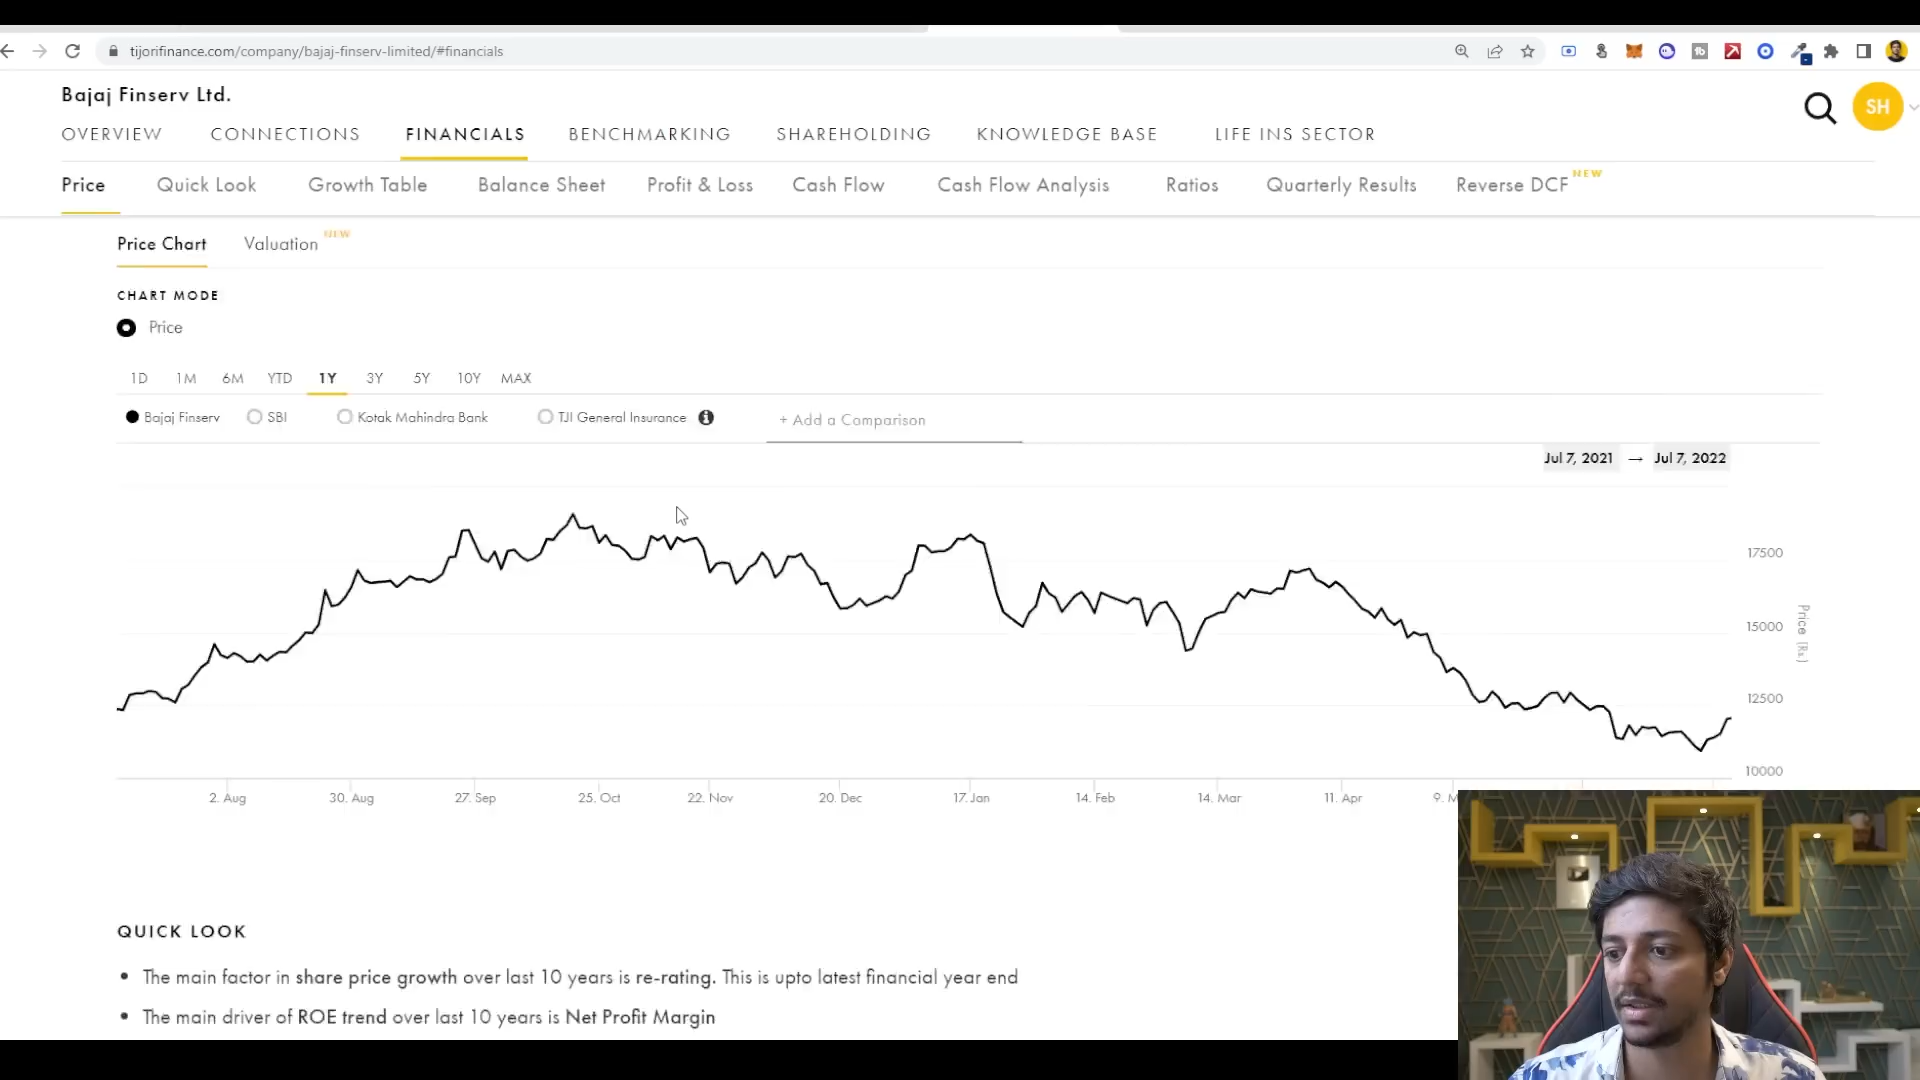 tijorifinance.com/company/bajaj-finserv-limited/#financials
Bajaj Finserv Ltd.
SH
OVERVIEW CONNECTIONS FINANCIALS BENCHMARKING SHAREHOLDING KNOWLEDGE BASE LIFE INS SECTOR
Price Quick Look Growth Table Balance Sheet Profit & Loss Cash Flow Cash Flow Analysis Ratios Quarterly Results Reverse DCF NEW
Price Chart Valuation NEW
CHART MODE
Price
1D 1M 6M YTD 1Y 3Y 5Y 10Y MAX
Bajaj Finserv SBI Kotak Mahindra Bank TJI General Insurance + Add a Comparison
Jul 7, 2021 → Jul 7, 2022
17500
15000
12500
10000
Price (Rs.)
2. Aug 30. Aug 27. Sep 25. Oct 22. Nov 20. Dec 17. Jan 14. Feb 14. Mar 11. Apr 9. M
QUICK LOOK
• The main factor in share price growth over last 10 years is re-rating. This is upto latest financial year end
• The main driver of ROE trend over last 10 years is Net Profit Margin